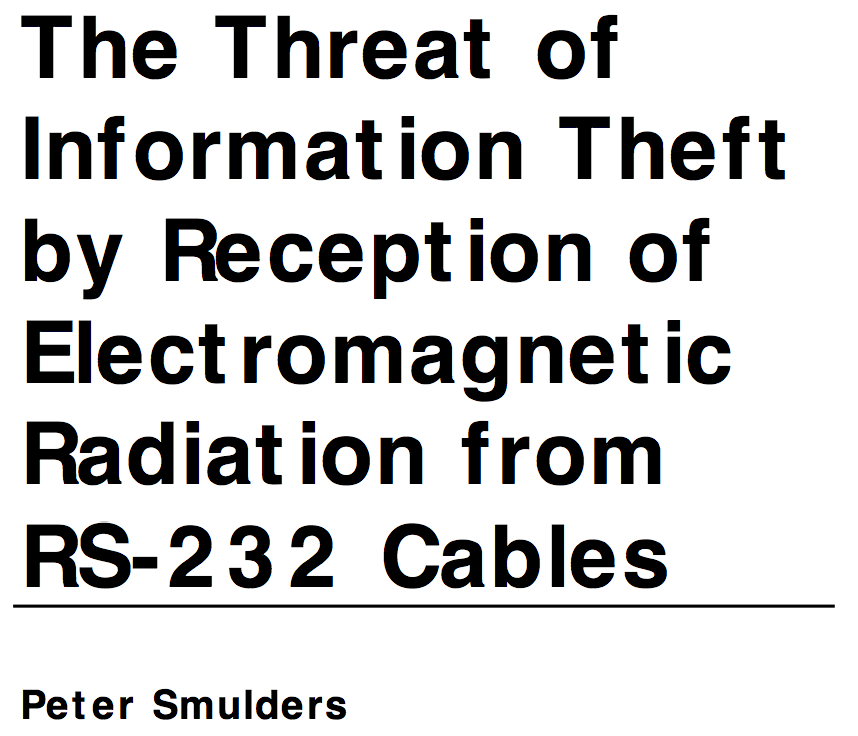 The Threat of
Information Theft
by Reception of
Electromagnetic
Radiation from
RS-232 Cables
Peter Smulders